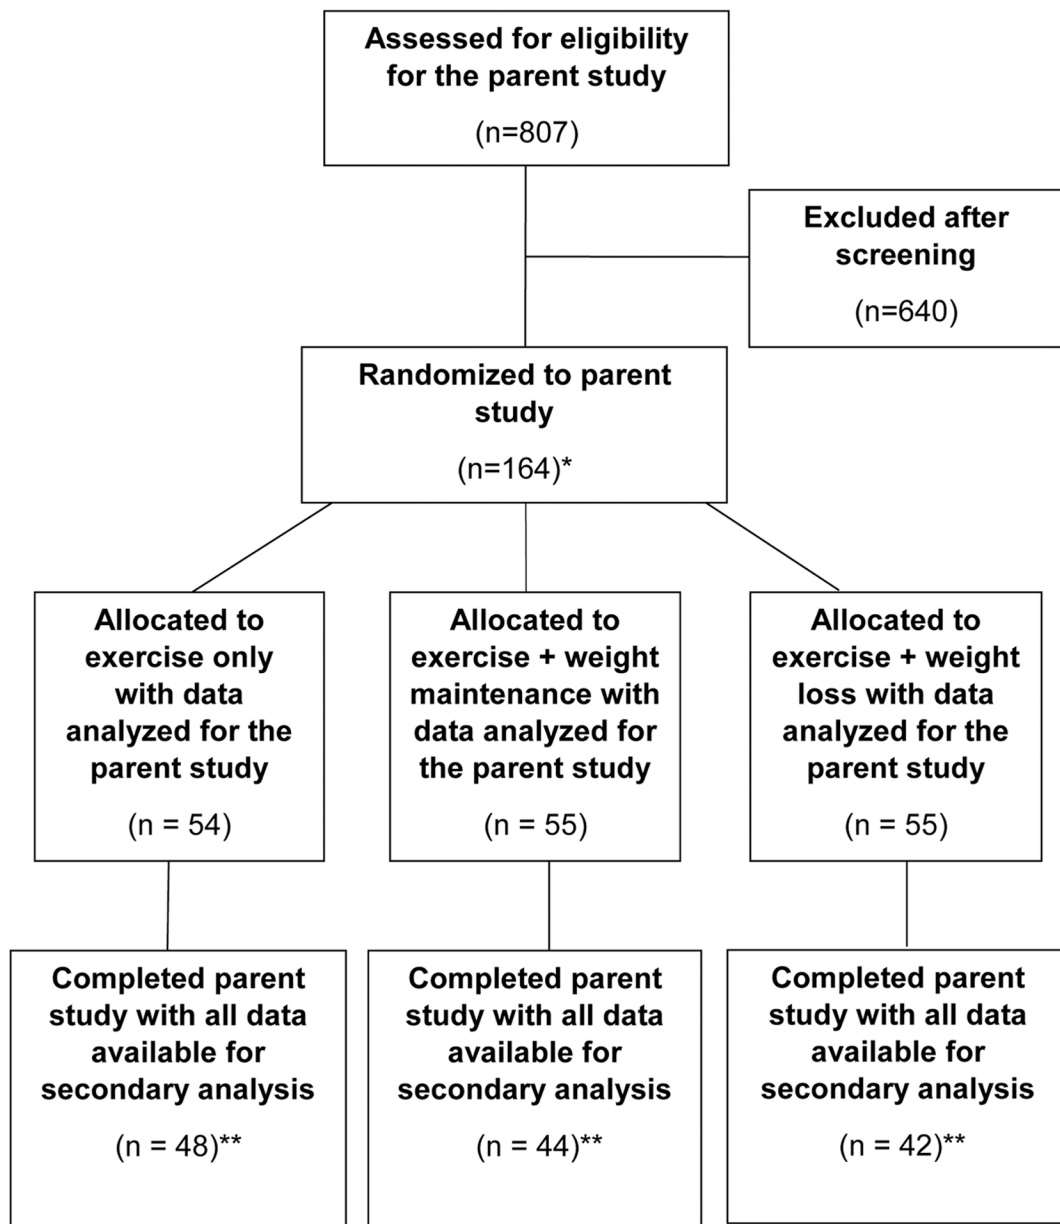 Assessed for eligibility
for the parent study
(n=807)
Excluded after
screening
(n=640)
Randomized to parent
study
(n=164)*
Allocated to
exercise only
with data
analyzed for the
parent study
(n = 54)
Allocated to
exercise + weight
maintenance with
data analyzed for
the parent study
(n = 55)
Allocated to
exercise + weight
loss with data
analyzed for the
parent study
(n = 55)
Completed parent
study with all data
available for
secondary analysis
(n = 48)**
Completed parent
study with all data
available for
secondary analysis
(n = 44)**
Completed parent
study with all data
available for
secondary analysis
(n = 42)**